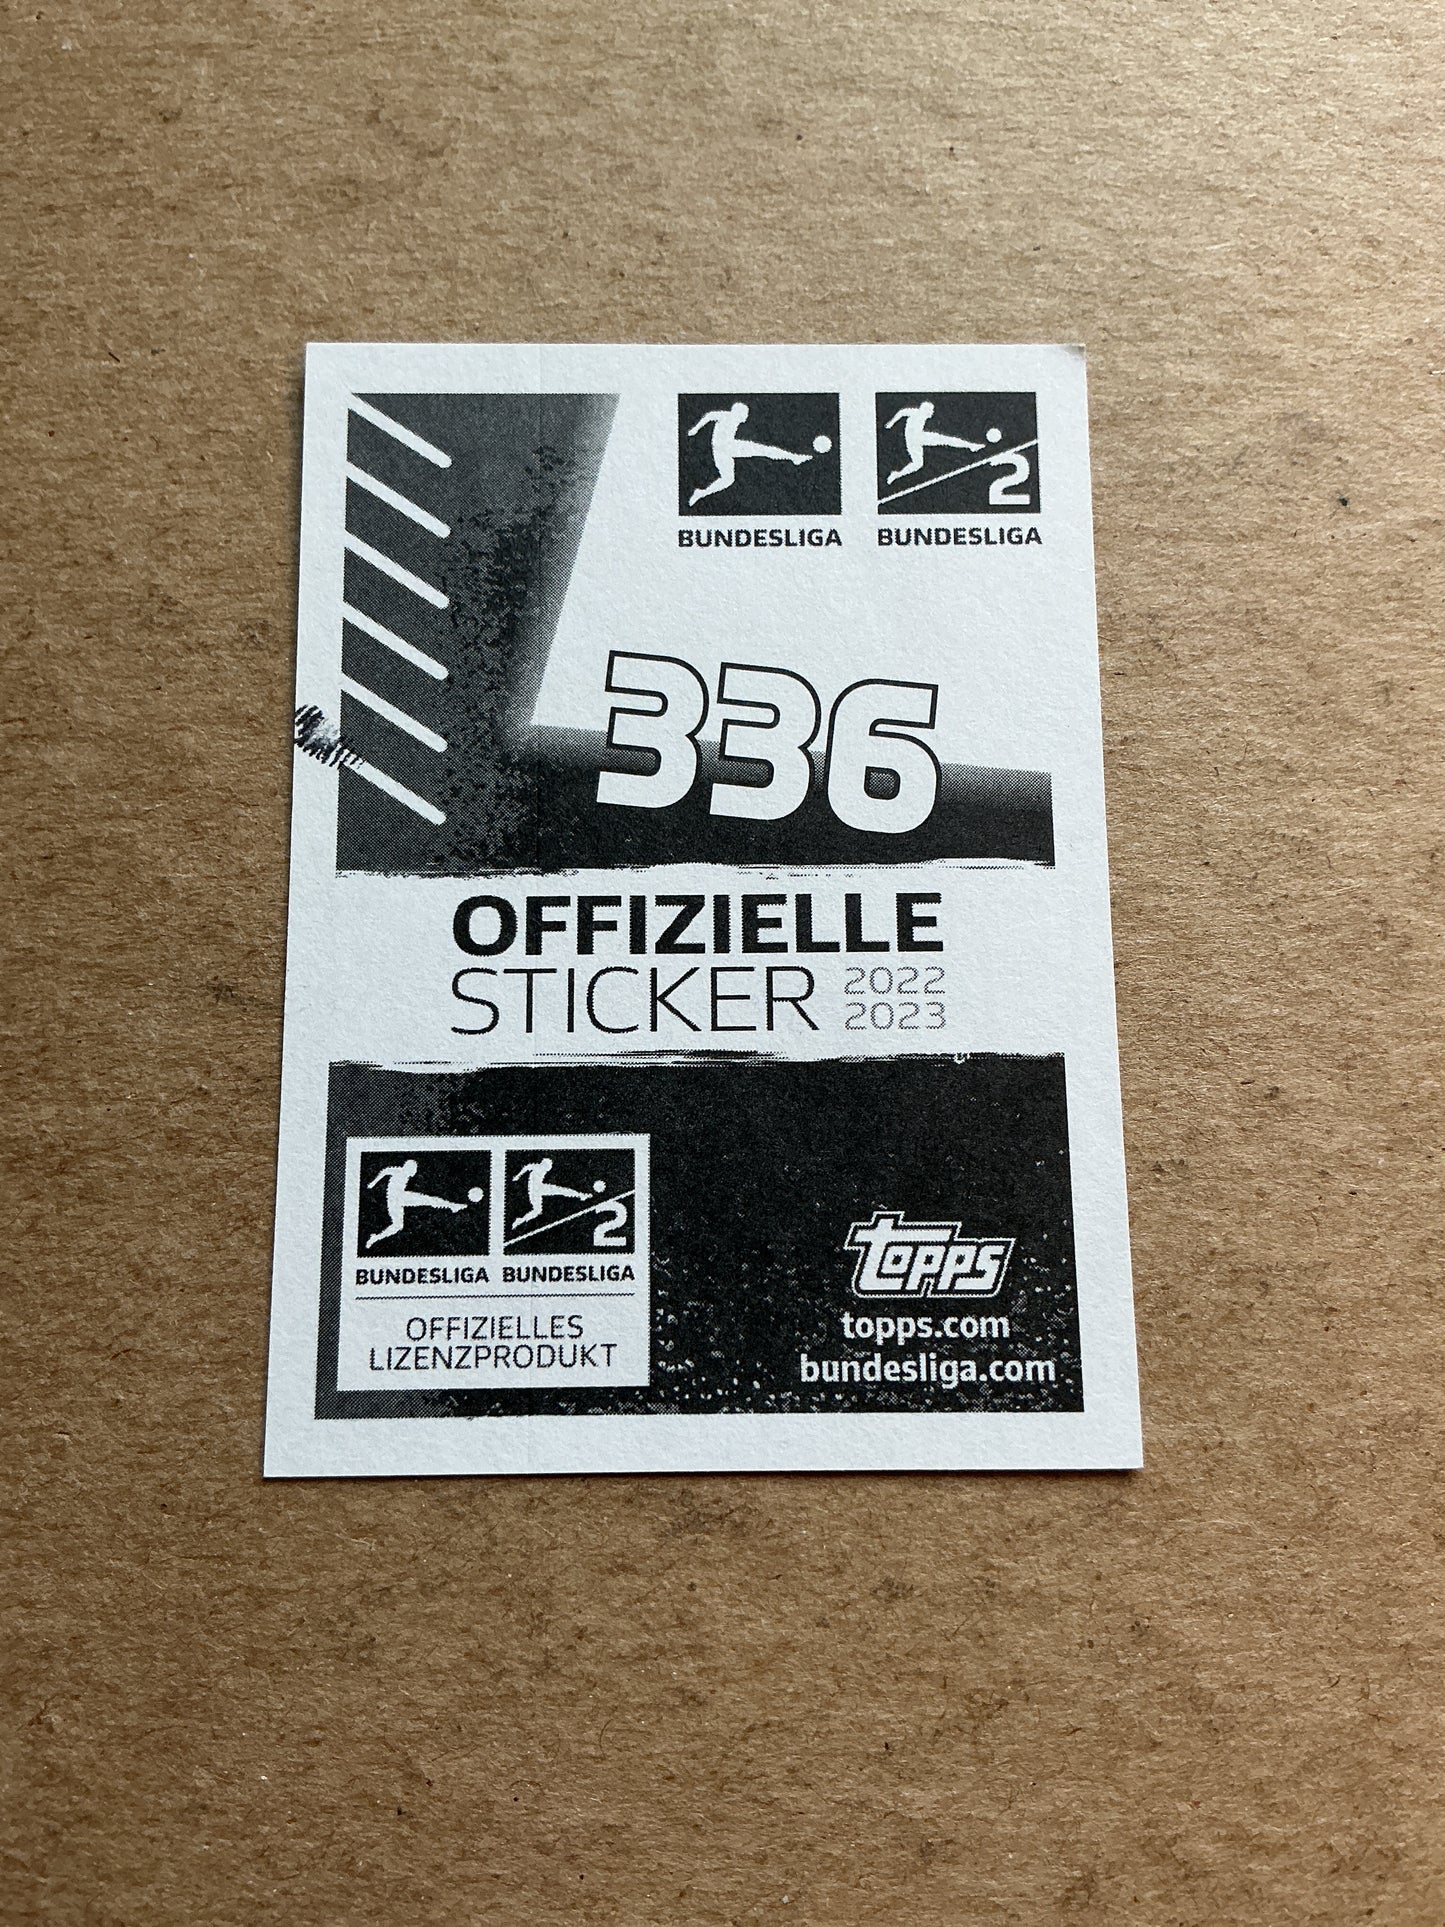 BUNDESLIGA
2
BUNDESLIGA
336
OFFIZIELLE
STICKER 2022
2023
BUNDESLIGA
2
BUNDESLIGA
OFFIZIELLES
LIZENZPRODUKT
topps
topps.com
bundesliga.com